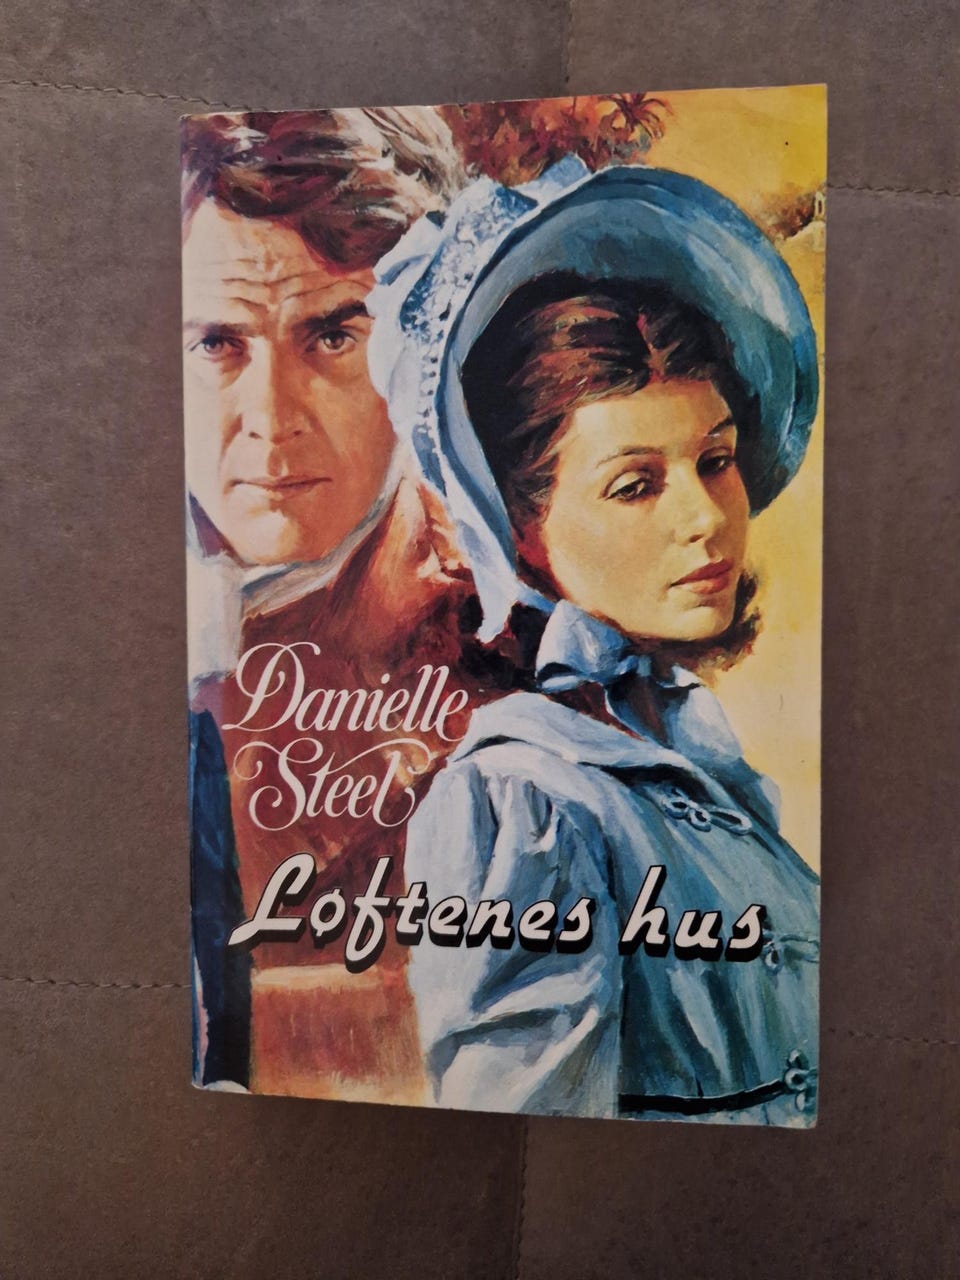 Danielle
Steel
Løftenes hus